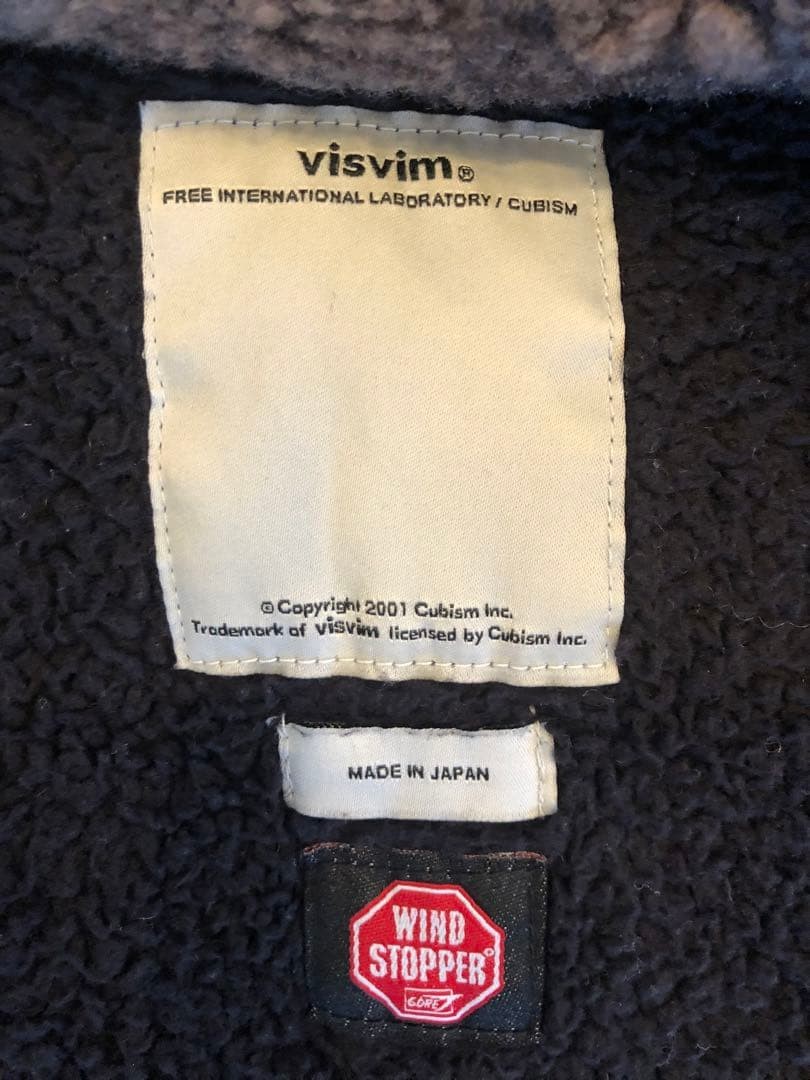 visvim®
FREE INTERNATIONAL LABORATORY / CUBISM
© Copyright 2001 Cubism Inc.
Trademark of visvim licensed by Cubism Inc.
MADE IN JAPAN
WIND
STOPPER®
GORE